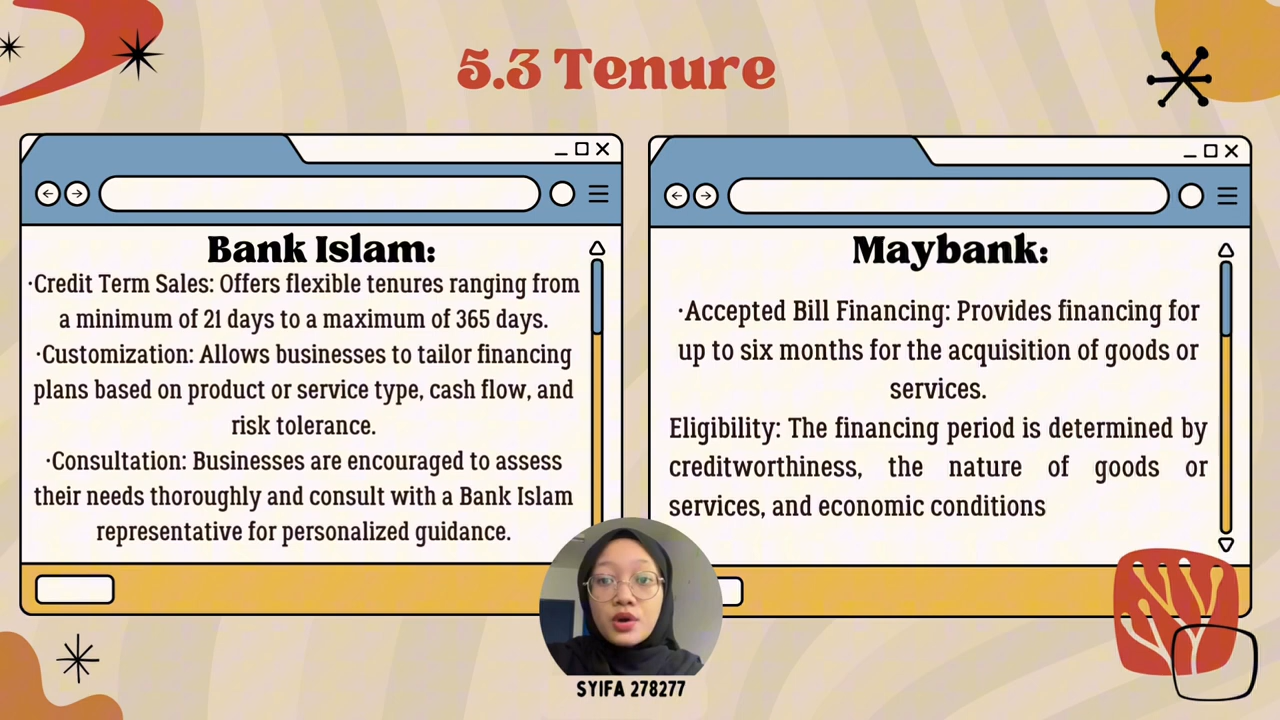 5.3 Tenure
Bank Islam:
·Credit Term Sales: Offers flexible tenures ranging from
a minimum of 21 days to a maximum of 365 days.
·Customization: Allows businesses to tailor financing
plans based on product or service type, cash flow, and
risk tolerance.
·Consultation: Businesses are encouraged to assess
their needs thoroughly and consult with a Bank Islam
representative for personalized guidance.
Maybank:
·Accepted Bill Financing: Provides financing for
up to six months for the acquisition of goods or
services.
Eligibility: The financing period is determined by
creditworthiness, the nature of goods or
services, and economic conditions
SYIFA 278277